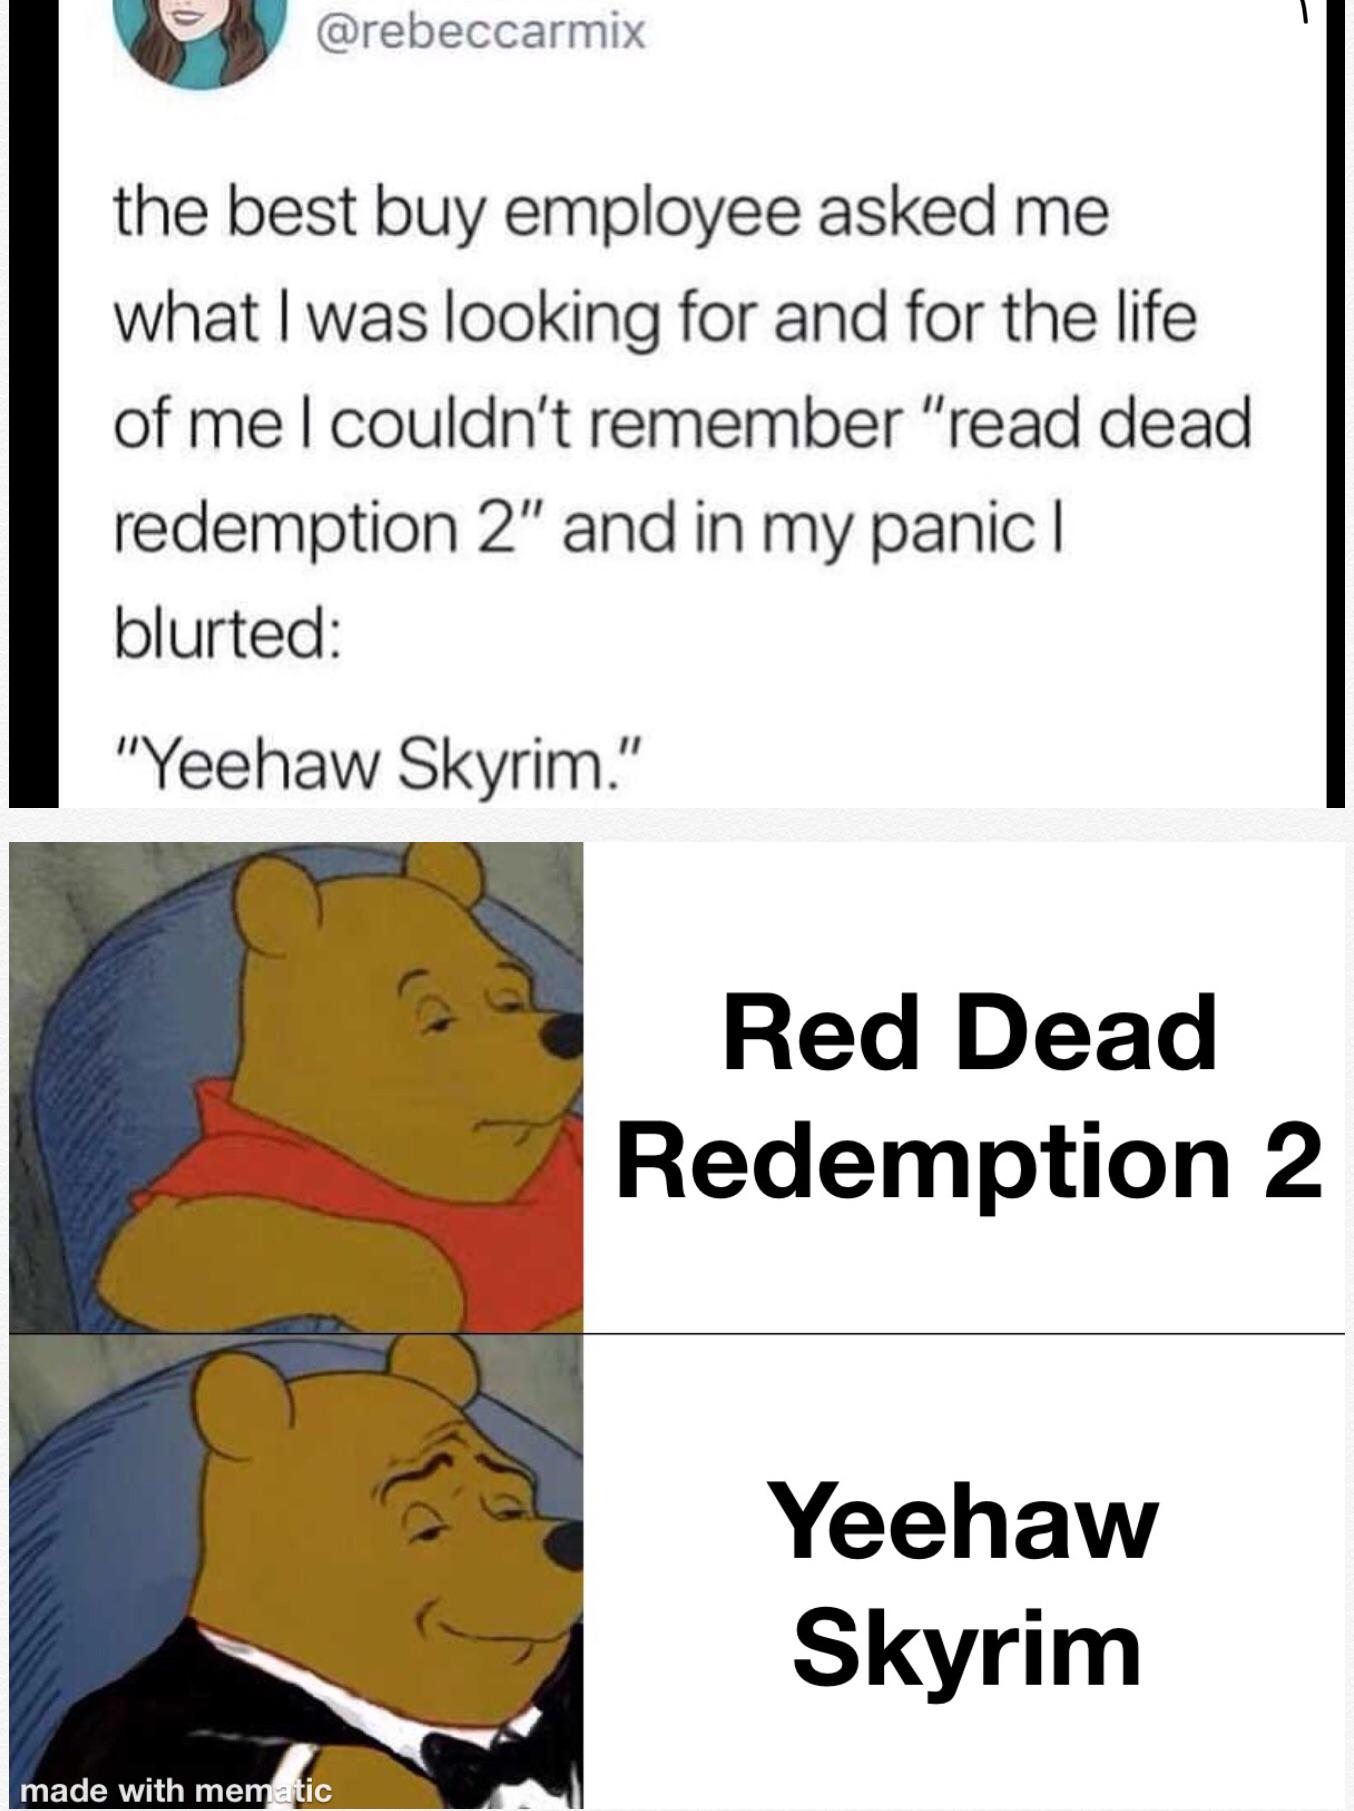 @rebeccarmix
the best buy employee asked me
what I was looking for and for the life
of me I couldn't remember "read dead
redemption 2" and in my panic I
blurted:
"Yeehaw Skyrim."
Red Dead
Redemption 2
Yeehaw
Skyrim
made with mematic